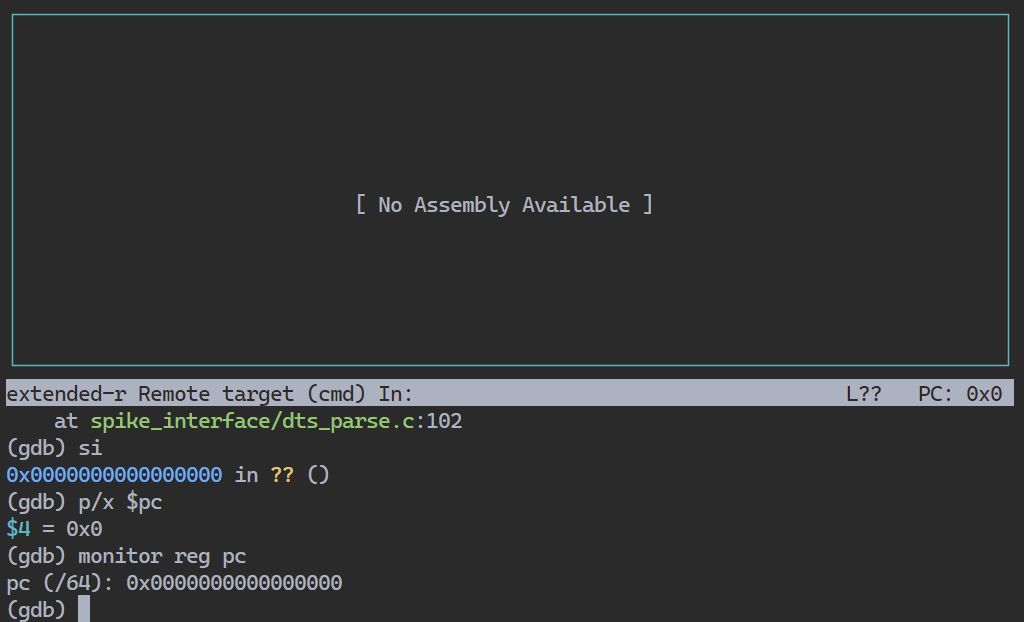 [ No Assembly Available ]
extended-r Remote target (cmd) In: L?? PC: 0x0
at spike_interface/dts_parse.c:102
(gdb) si
0x0000000000000000 in ?? ()
(gdb) p/x $pc
$4 = 0x0
(gdb) monitor reg pc
pc (/64): 0x0000000000000000
(gdb)